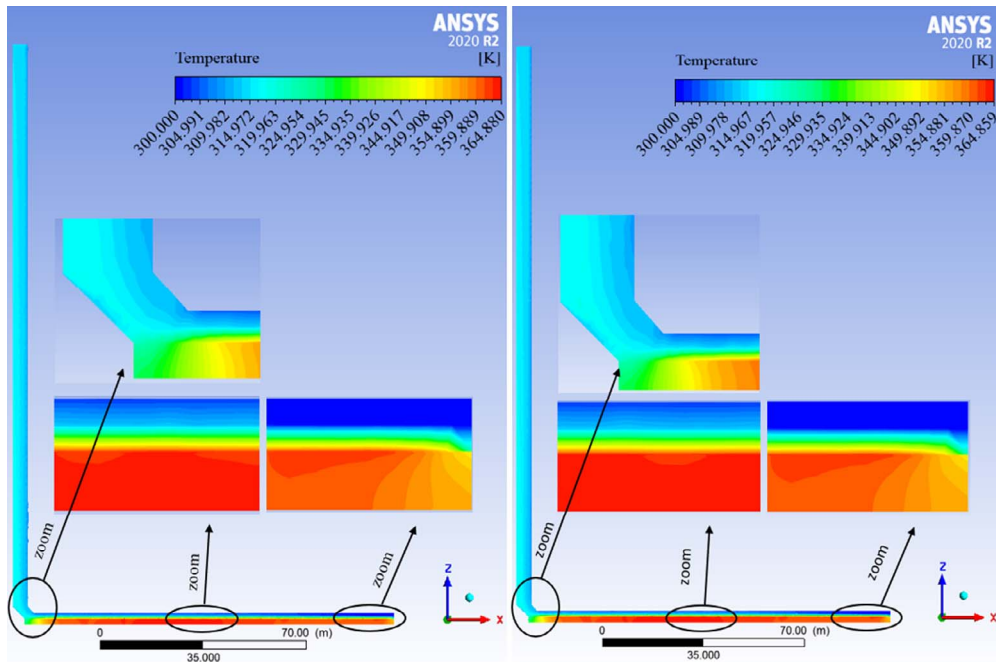 ANSYS
2020 R2
Temperature [K]
300.000
304.991
309.982
314.972
319.963
324.954
329.945
334.935
339.926
344.917
349.908
354.899
359.889
364.880
zoom
zoom
zoom
Z
X
0 70.00 (m)
35.000
ANSYS
2020 R2
Temperature [K]
300.000
304.989
309.978
314.967
319.957
324.946
329.935
334.924
339.913
344.902
349.892
354.881
359.870
364.859
zoom
zoom
zoom
Z
X
0 70.00 (m)
35.000